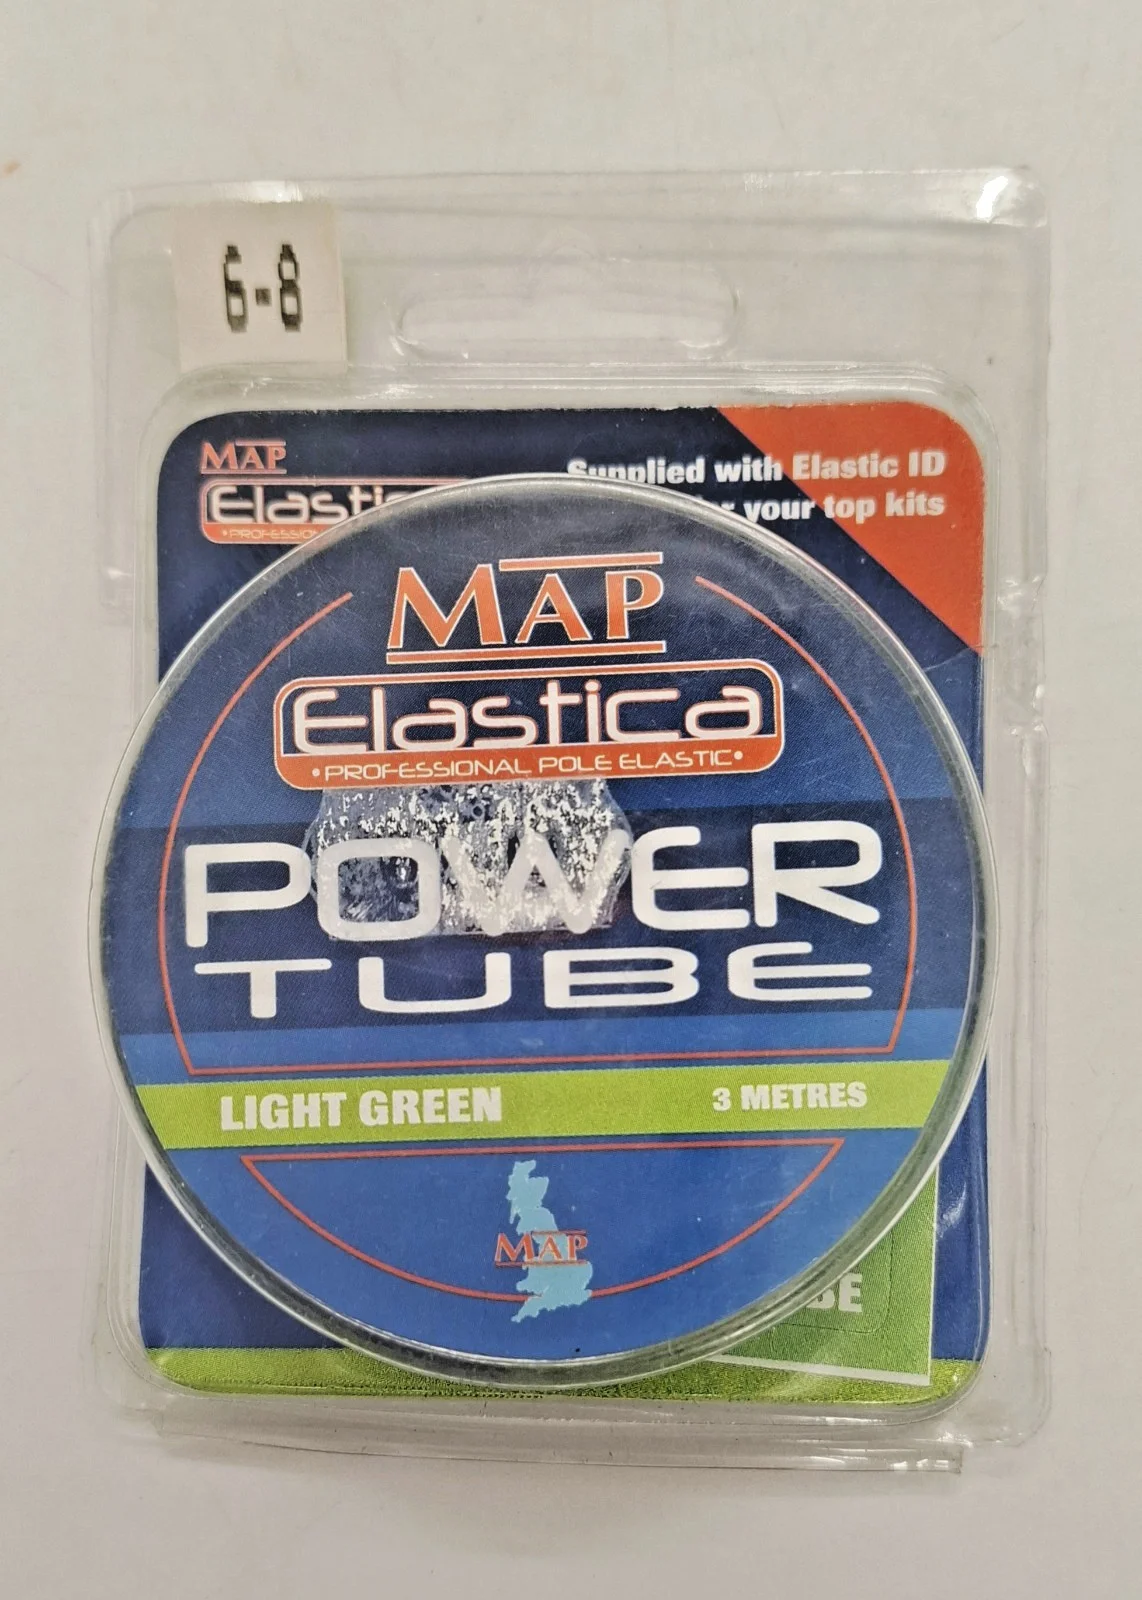 6-8
MAP
Elastica
Supplied with Elastic ID
your top kits
MAP
Elastica
•PROFESSIONAL POLE ELASTIC•
POWER
TUBE
LIGHT GREEN 3 METRES
MAP